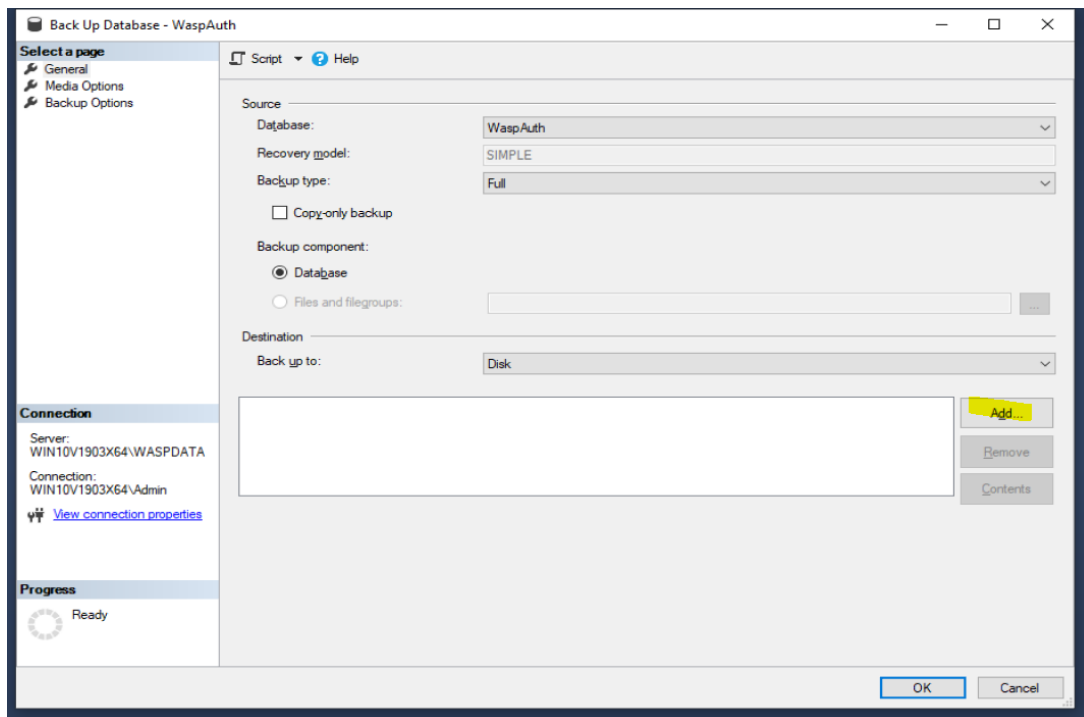 Back Up Database - WaspAuth
Select a page
General
Media Options
Backup Options
Script
Help
Source
Database:
WaspAuth
Recovery model:
SIMPLE
Backup type:
Full
Copy-only backup
Backup component:
Database
Files and filegroups:
...
Destination
Back up to:
Disk
Add...
Remove
Contents
Connection
Server:
WIN10V1903X64\WASPDATA
Connection:
WIN10V1903X64\Admin
View connection properties
Progress
Ready
OK
Cancel